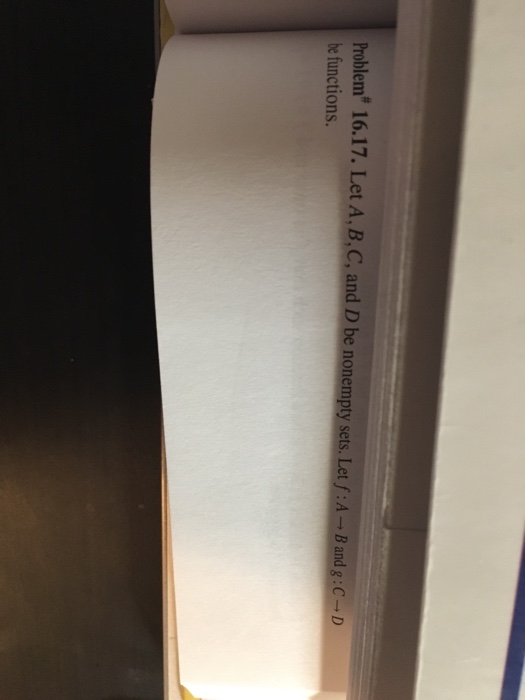 Problem# 16.17. Let A, B, C, and D be nonempty sets. Let f : A → B and g : C → D
be functions.